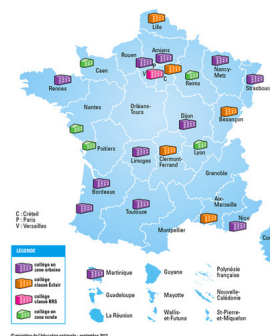 Lille
Amiens
Rouen
Caen
Reims
Nancy-
Metz
Strasbourg
Rennes
V
C
Orléans-
Tours
Nantes
Dijon
Besançon
Poitiers
Limoges
Clermont-
Ferrand
Lyon
Grenoble
Bordeaux
Toulouse
Montpellier
Aix-
Marseille
Nice
C : Créteil
P : Paris
V : Versailles
LÉGENDE
collège en
zone urbaine
collège
classé Éclair
collège
classé RRS
collège en
zone rurale
Martinique
Guadeloupe
La Réunion
Guyane
Mayotte
Wallis-
et-Futuna
Polynésie
française
Nouvelle-
Calédonie
St-Pierre-
et-Miquelon